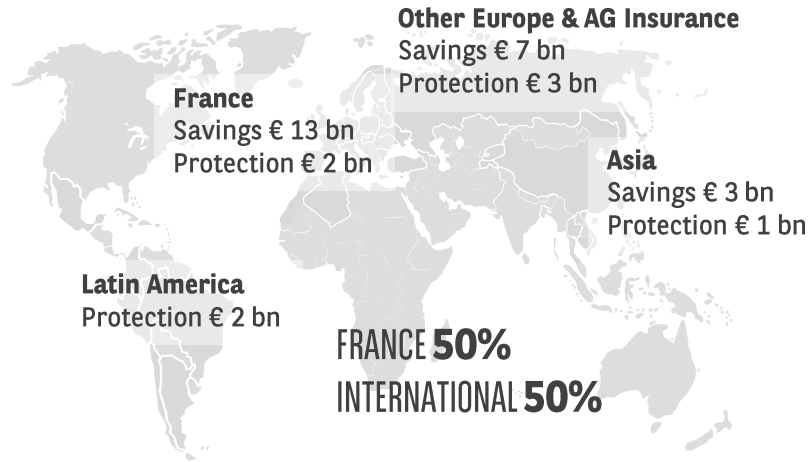 Other Europe & AG Insurance
Savings € 7 bn
Protection € 3 bn
France
Savings € 13 bn
Protection € 2 bn
Asia
Savings € 3 bn
Protection € 1 bn
Latin America
Protection € 2 bn
FRANCE 50%
INTERNATIONAL 50%